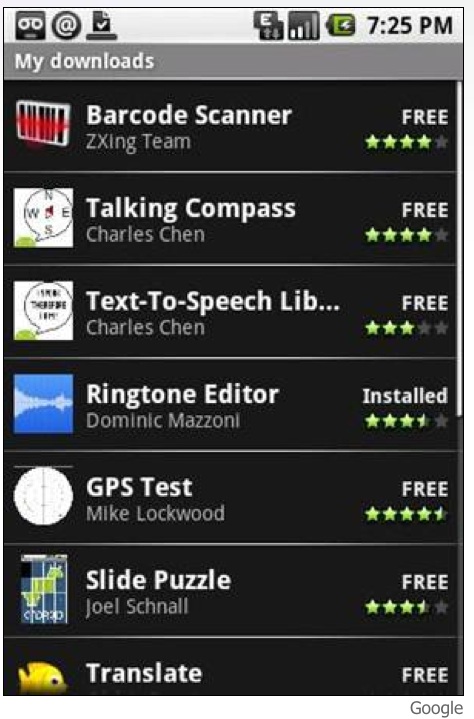 E
7:25 PM
My downloads
Barcode Scanner
FREE
ZXing Team
N
W E
S
Talking Compass
FREE
Charles Chen
THEREFORE
Text-To-Speech Lib...
FREE
Charles Chen
Ringtone Editor
Installed
Dominic Mazzoni
GPS Test
FREE
Mike Lockwood
Slide Puzzle
FREE
Joel Schnall
Translate
FREE
Google